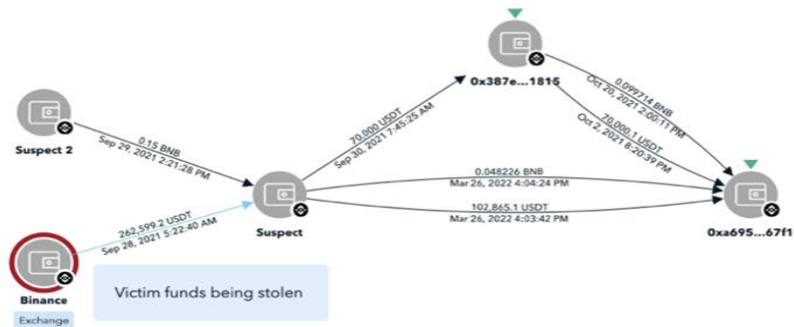 0x387e...1815
0.099714 BNB
Oct 20, 2021 2:00:11 PM
70,000 USDT
Sep 30, 2021 7:45:25 AM
70,000.1 USDT
Oct 2, 2021 8:20:39 PM
0.15 BNB
Sep 29, 2021 2:21:28 PM
Suspect 2
0.048226 BNB
Mar 26, 2022 4:04:24 PM
102,865.1 USDT
Mar 26, 2022 4:03:42 PM
262,599.2 USDT
Sep 28, 2021 5:22:40 AM
Suspect
0xa695...67f1
Binance
Exchange
Victim funds being stolen